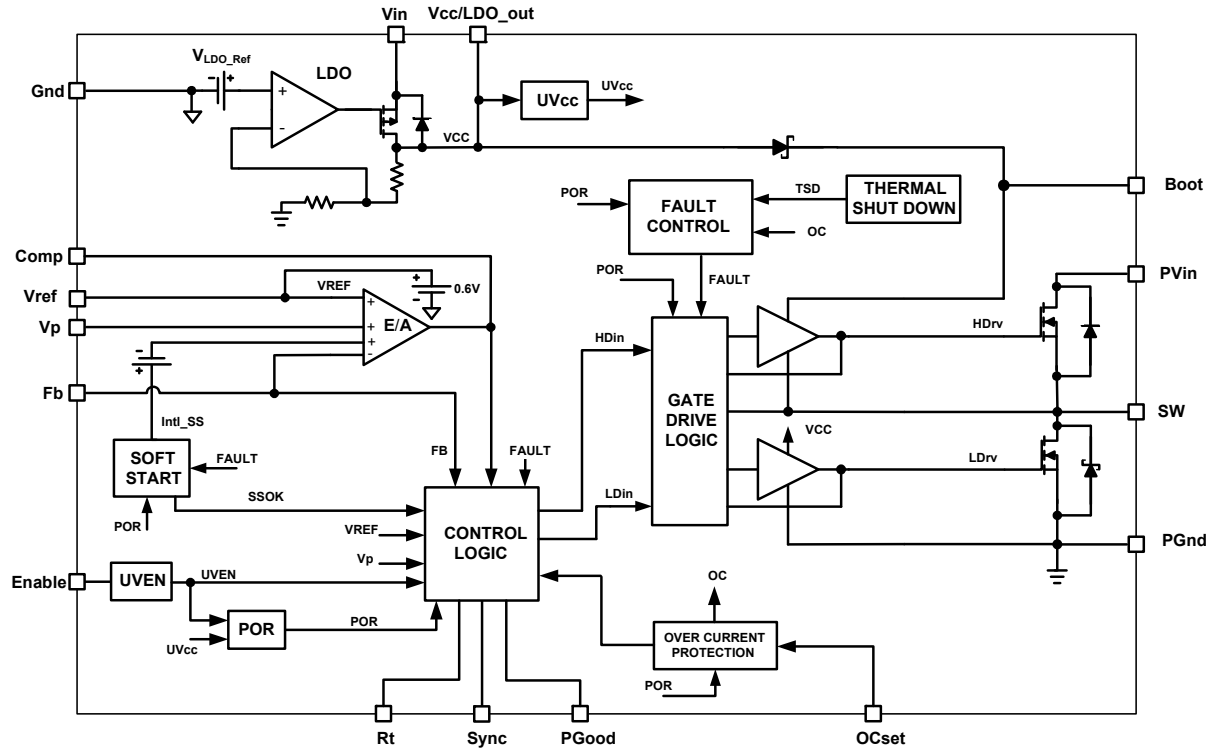 Vin
Vcc/LDO_out
VLDO_Ref
- +
LDO
Gnd
+
-
UVcc
UVcc
VCC
Boot
POR
FAULT
CONTROL
TSD
THERMAL
SHUT DOWN
OC
Comp
POR
FAULT
PVin
Vref
VREF
+
-
0.6V
Vp
+
+
+
-
E/A
HDin
HDrv
-
+
Fb
Intl_SS
GATE
DRIVE
LOGIC
SW
VCC
SOFT
START
FAULT
FB
FAULT
LDrv
SSOK
LDin
POR
VREF
CONTROL
LOGIC
Vp
PGnd
Enable
UVEN
UVEN
OC
POR
POR
UVcc
OVER CURRENT
PROTECTION
POR
Rt
Sync
PGood
OCset